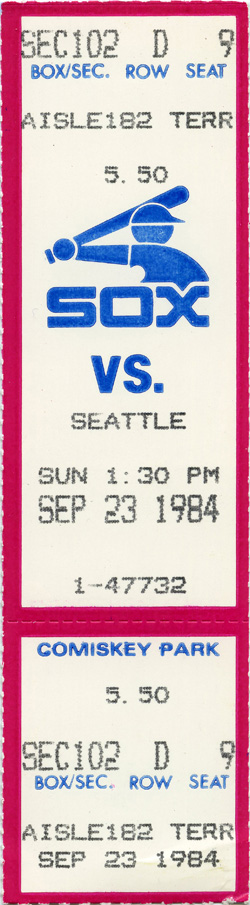 SEC102 D 9
BOX/SEC. ROW SEAT
AISLE182 TERR
5.50
SOX
VS.
SEATTLE
SUN 1:30 PM
SEP 23 1984
1-47732
COMISKEY PARK
5.50
SEC102 D 9
BOX/SEC. ROW SEAT
AISLE182 TERR
SEP 23 1984